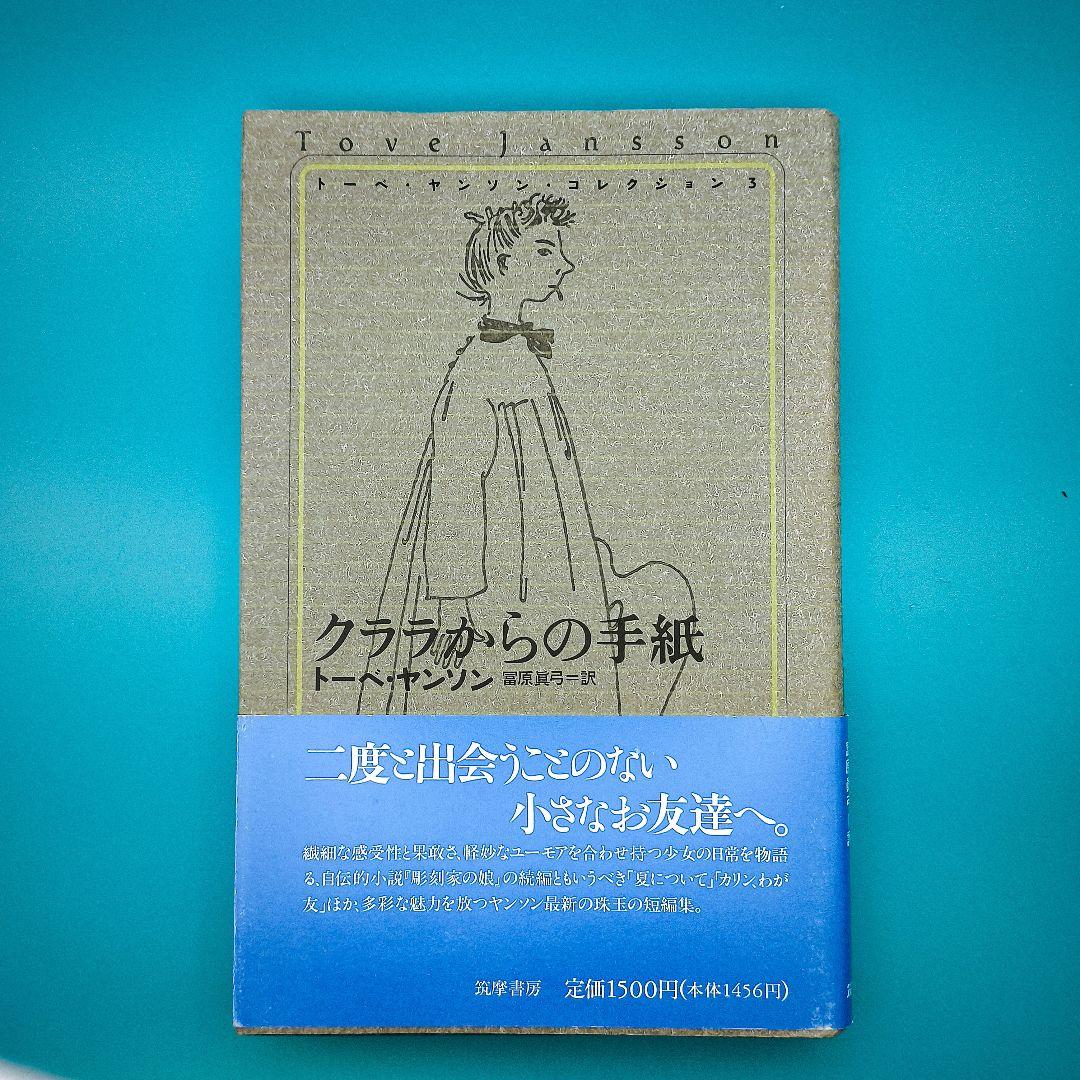 Tove Jansson
トーベ・ヤンソン・コレクション 3
クララからの手紙
トーベ・ヤンソン 冨原眞弓=訳
二度と出会うことのない
小さなお友達へ。
繊細な感受性と果敢さ、軽妙なユーモアを合わせ持つ少女の日常を物語
る、自伝的小説『彫刻家の娘』の続編ともいうべき「夏について」「カリン、わが
友」ほか、多彩な魅力を放つヤンソン最新の珠玉の短編集。
筑摩書房 定価1500円(本体1456円)